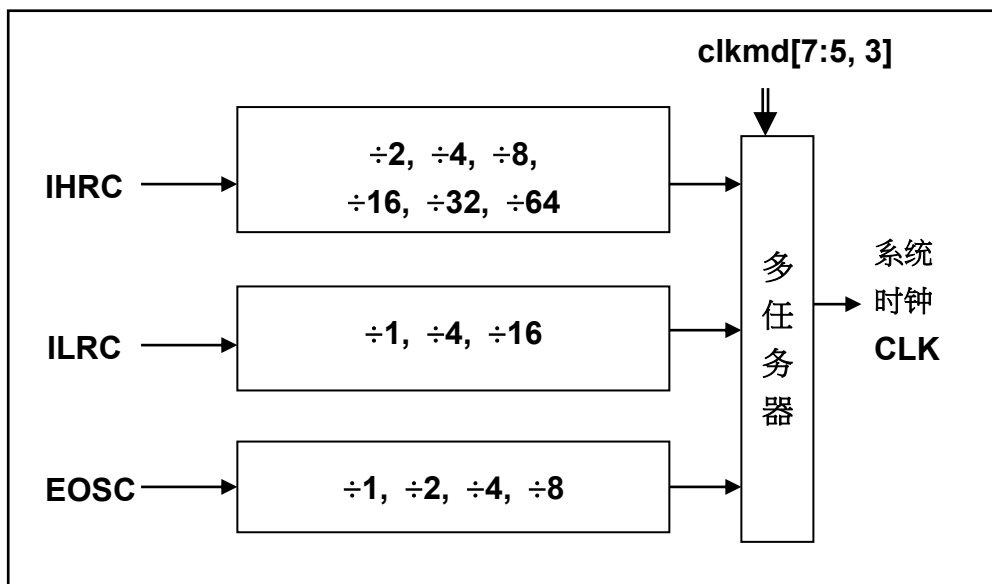 clkmd[7:5, 3]
IHRC
÷2, ÷4, ÷8,
÷16, ÷32, ÷64
ILRC
÷1, ÷4, ÷16
EOSC
÷1, ÷2, ÷4, ÷8
多
任
务
器
系统
时钟
CLK